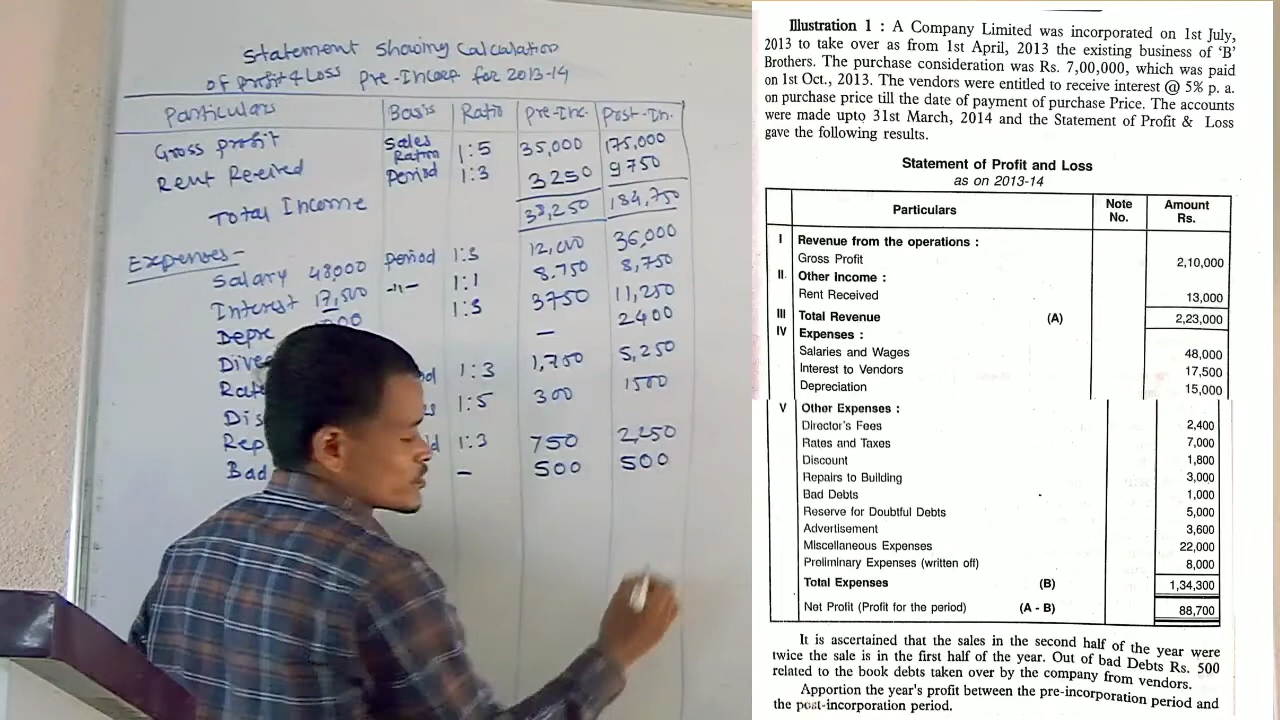 Statement Showing Calculation
of Profit & Loss Pre-Incorp for 2013-14
Particulars Basis Ratio Pre-Inc. Post-In.
Gross profit Sales Ratio 1:5 35,000 175,000
Rent Received Period 1:3 3250 9750
Total Income 38,250 184,750
Expenses-
Salary 48000 Period 1:3 12,000 36,000
Interest 17,500 -11- 1:1 8.750 8,750
Depre 1:3 3750 11,250
— 2400
1:3 1,750 5,250
1:5 300 1500
1:3 750 2,250
Bad – 500 500
Illustration 1 : A Company Limited was incorporated on 1st July,
2013 to take over as from 1st April, 2013 the existing business of ‘B’
Brothers. The purchase consideration was Rs. 7,00,000, which was paid
on 1st Oct., 2013. The vendors were entitled to receive interest @ 5% p. a.
on purchase price till the date of payment of purchase Price. The accounts
were made upto 31st March, 2014 and the Statement of Profit & Loss
gave the following results.
Statement of Profit and Loss
as on 2013-14
Particulars Note No. Amount Rs.
I Revenue from the operations :
Gross Profit 2,10,000
II. Other Income :
Rent Received 13,000
III Total Revenue (A) 2,23,000
IV Expenses :
Salaries and Wages 48,000
Interest to Vendors 17,500
Depreciation 15,000
V Other Expenses :
Director's Fees 2,400
Rates and Taxes 7,000
Discount 1,800
Repairs to Building 3,000
Bad Debts 1,000
Reserve for Doubtful Debts 5,000
Advertisement 3,600
Miscellaneous Expenses 22,000
Prelimlnary Expenses (written off) 8,000
Total Expenses (B) 1,34,300
Net Profit (Profit for the period) (A - B) 88,700
It is ascertained that the sales in the second half of the year were
twice the sale is in the first half of the year. Out of bad Debts Rs. 500
related to the book debts taken over by the company from vendors.
Apportion the year's profit between the pre-incorporation period and
the post-incorporation period.